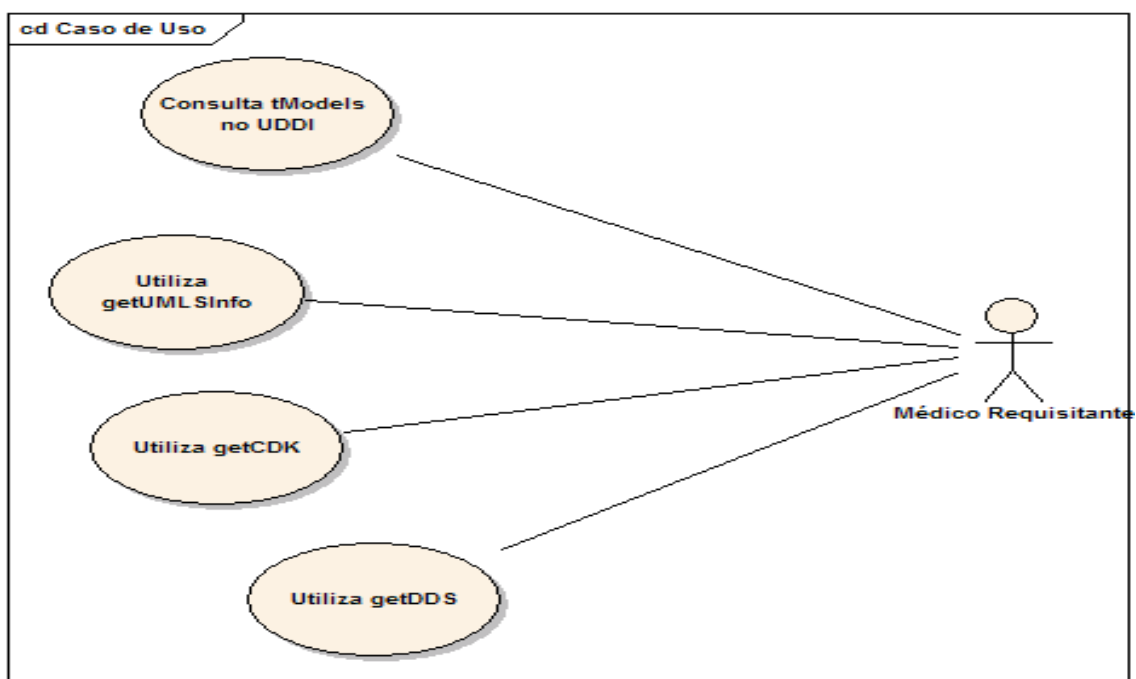 cd Caso de Uso
Consulta tModels
no UDDI
Utiliza
getUMLSInfo
Utiliza getCDK
Médico Requisitante
Utiliza getDDS